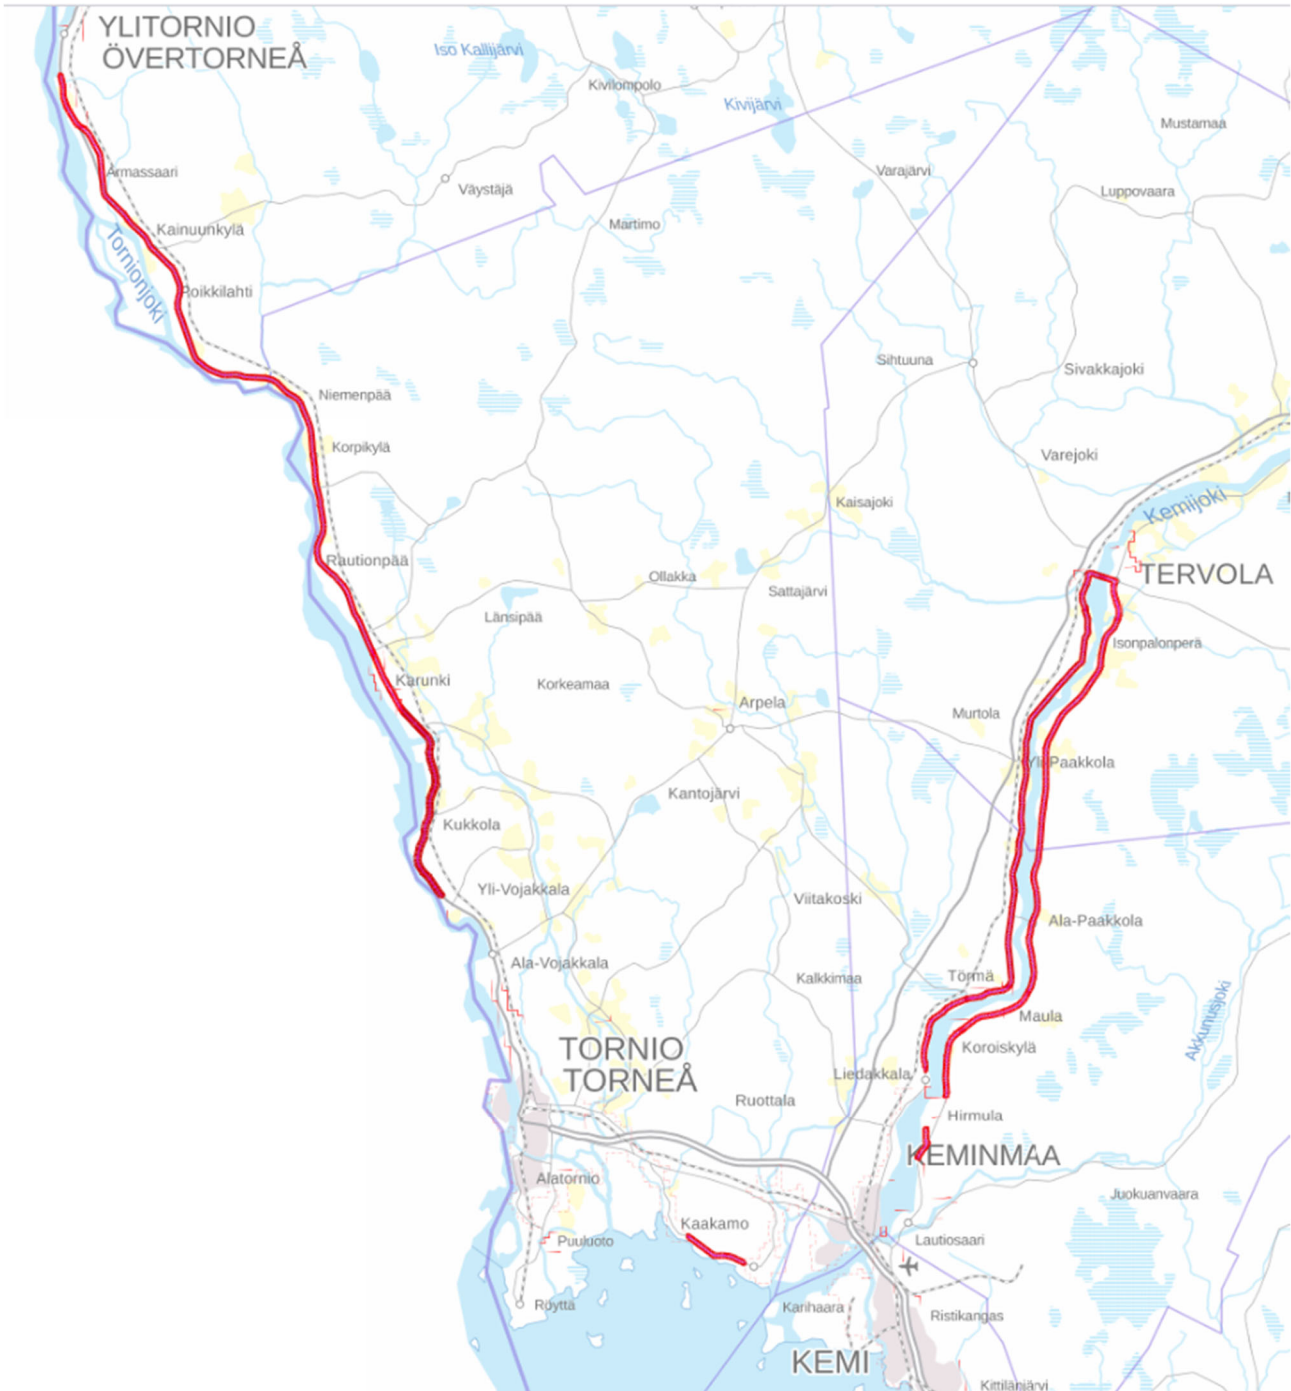 YLITORNIO
ÖVERTORNEÅ
Iso Kallijärvi
Kivilompolo
Kivijärvi
Mustamaa
Armassaari
Väystäjä
Varajärvi
Luppovaara
Kainuunkylä
Martimo
Tornionjoki
Poikkilahti
Sihtuuna
Sivakkajoki
Niemenpää
Korpikylä
Varejoki
Kaisajoki
Kemijoki
Rautionpää
Ollakka
Sattajärvi
TERVOLA
Länsipää
Isonpalonperä
Karunki
Korkeamaa
Arpela
Murtola
Yli-Paakkola
Kantojärvi
Kukkola
Yli-Vojakkala
Viitakoski
Ala-Paakkola
Ala-Vojakkala
Kalkkimaa
Törmä
Maula
Akkunusjoki
TORNIO
TORNEÅ
Koroiskylä
Liedakkala
Ruottala
Hirmula
KEMINMAA
Alatornio
Juokuanvaara
Kaakamo
Puuluoto
Lautiosaari
Röyttä
Karihaara
Ristikangas
KEMI
Kittilänjärvi